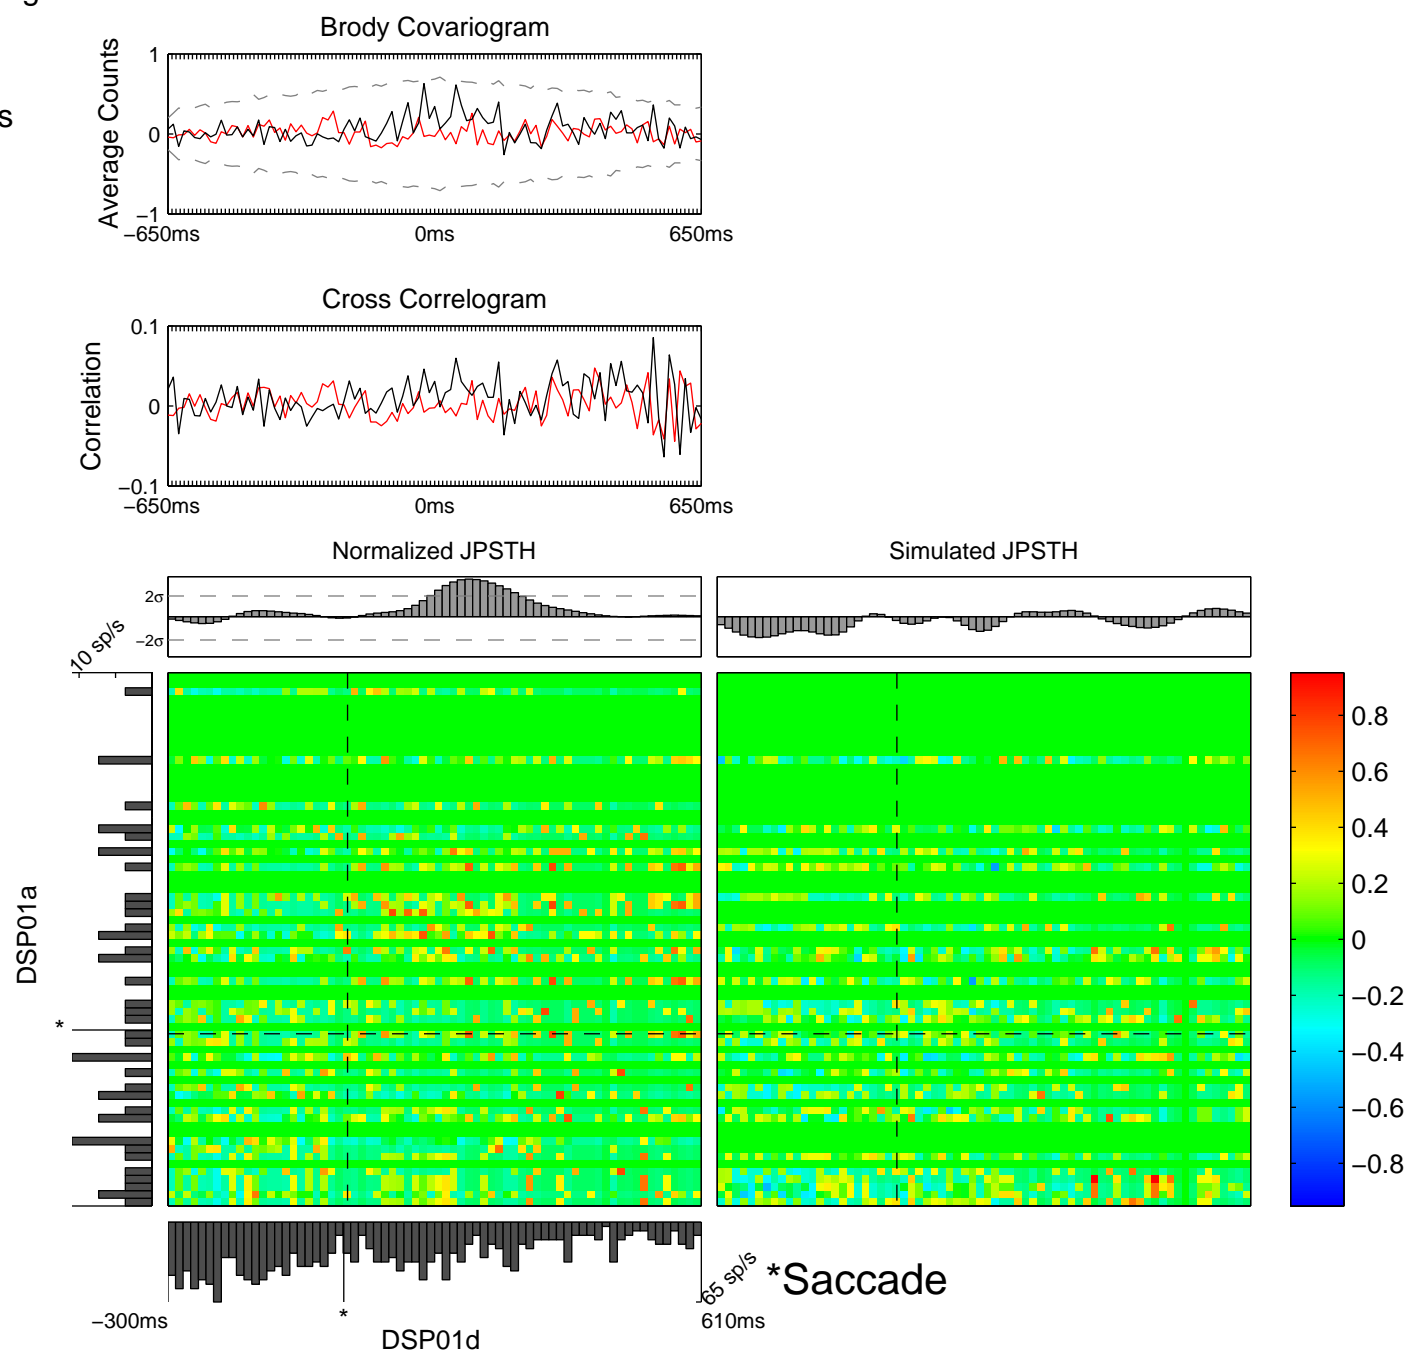 g
s
Brody Covariogram
Average Counts
1
0
−1
−650ms 0ms 650ms
Cross Correlogram
Correlation
0.1
0
−0.1
−650ms 0ms 650ms
Normalized JPSTH
Simulated JPSTH
2σ
−2σ
10 sp/s
DSP01a
*
0.8
0.6
0.4
0.2
0
−0.2
−0.4
−0.6
−0.8
65 sp/s
*Saccade
−300ms
*
610ms
DSP01d